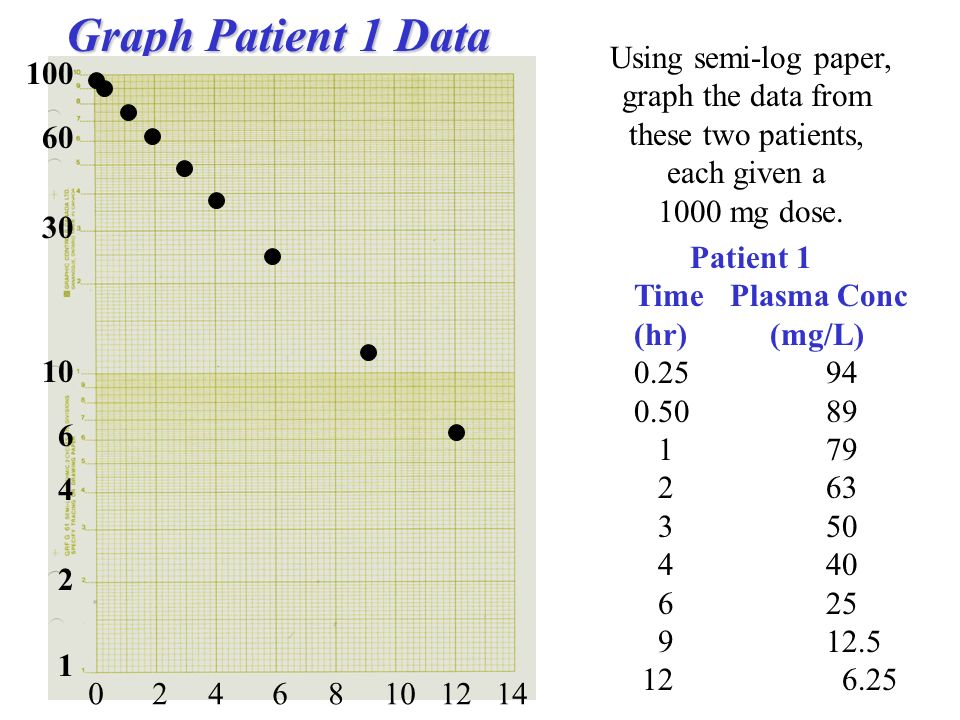 Graph Patient 1 Data
100
60
30
10
6
4
2
1
0 2 4 6 8 10 12 14
Using semi-log paper,
graph the data from
these two patients,
each given a
1000 mg dose.
Patient 1
Time Plasma Conc
(hr) (mg/L)
0.25 94
0.50 89
1 79
2 63
3 50
4 40
6 25
9 12.5
12 6.25